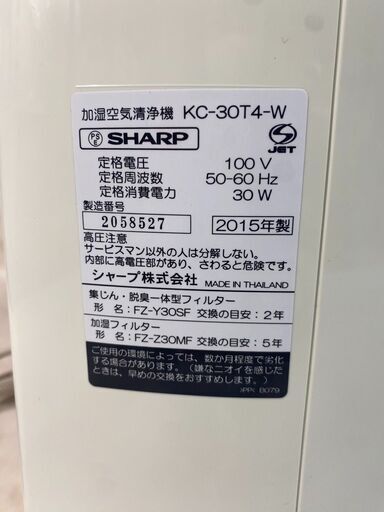 加湿空気清浄機 KC-30T4-W
PS E SHARP JET
定格電圧 100 V
定格周波数 50-60 Hz
定格消費電力 30 W
製造番号
2058527 2015年製
高圧注意
サービスマン以外の人は分解しない。
内部に高電圧部があり、さわると危険です。
シャープ株式会社 MADE IN THAILAND
集じん・脱臭一体型フィルター
形 名：FZ-Y30SF 交換の目安：2年
加湿フィルター
形 名：FZ-Z30MF 交換の目安：5年
ご使用の環境によっては、数か月程度で劣化
する場合があります。（嫌なニオイを感じた
ときは、早めの交換をおすすめします。）
>PP< B079